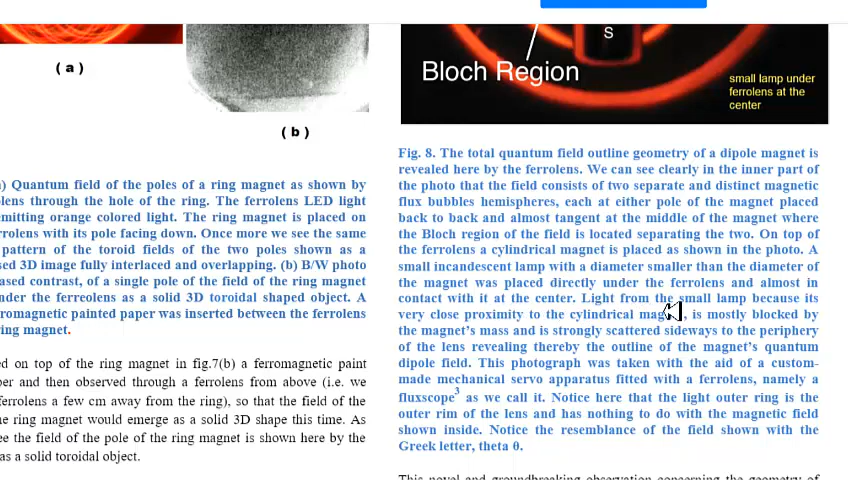 ( a )
( b )
a) Quantum field of the poles of a ring magnet as shown by
lens through the hole of the ring. The ferrolens LED light
emitting orange colored light. The ring magnet is placed on
rrolens with its pole facing down. Once more we see the same
pattern of the toroid fields of the two poles shown as a
sed 3D image fully interlaced and overlapping. (b) B/W photo
ased contrast, of a single pole of the field of the ring magnet
nder the ferreolens as a solid 3D toroidal shaped object. A
romagnetic painted paper was inserted between the ferrolens
ring magnet.
ed on top of the ring magnet in fig.7(b) a ferromagnetic paint
per and then observed through a ferrolens from above (i.e. we
ferrolens a few cm away from the ring), so that the field of the
he ring magnet would emerge as a solid 3D shape this time. As
ee the field of the pole of the ring magnet is shown here by the
as a solid toroidal object.
S
Bloch Region
small lamp under
ferrolens at the
center
Fig. 8. The total quantum field outline geometry of a dipole magnet is
revealed here by the ferrolens. We can see clearly in the inner part of
the photo that the field consists of two separate and distinct magnetic
flux bubbles hemispheres, each at either pole of the magnet placed
back to back and almost tangent at the middle of the magnet where
the Bloch region of the field is located separating the two. On top of
the ferrolens a cylindrical magnet is placed as shown in the photo. A
small incandescent lamp with a diameter smaller than the diameter of
the magnet was placed directly under the ferrolens and almost in
contact with it at the center. Light from the small lamp because its
very close proximity to the cylindrical , is mostly blocked by
the magnet's mass and is strongly scattered sideways to the periphery
of the lens revealing thereby the outline of the magnet's quantum
dipole field. This photograph was taken with the aid of a custom-
made mechanical servo apparatus fitted with a ferrolens, namely a
fluxscope3 as we call it. Notice here that the light outer ring is the
outer rim of the lens and has nothing to do with the magnetic field
shown inside. Notice the resemblance of the field shown with the
Greek letter, theta θ.
This novel and groundbreaking observation concerning the geometry of